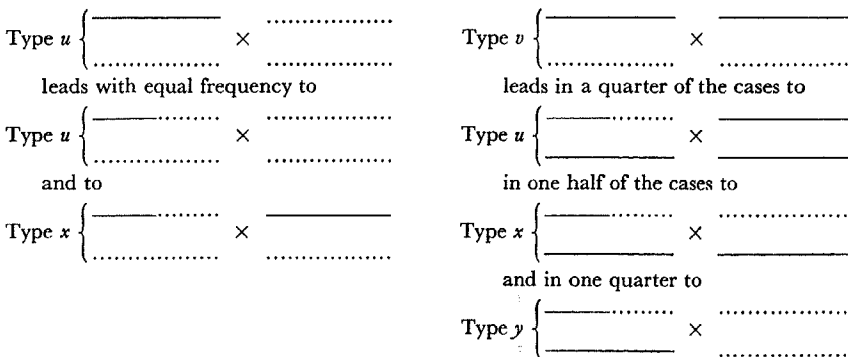 Type u × 
leads with equal frequency to
Type u ×
and to
Type x ×
Type v ×
leads in a quarter of the cases to
Type u ×
in one half of the cases to
Type x ×
and in one quarter to
Type y ×